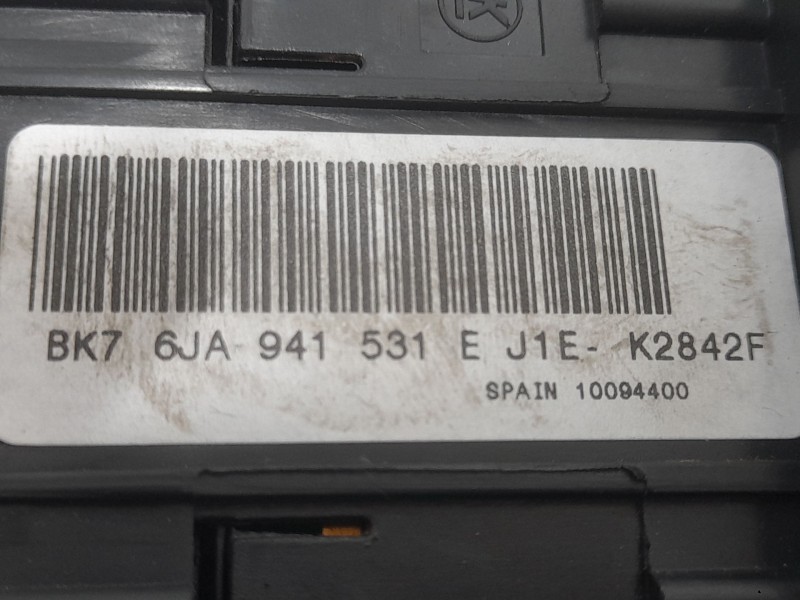 BK7 6JA 941 531 E J1E- K2842F
SPAIN 10094400